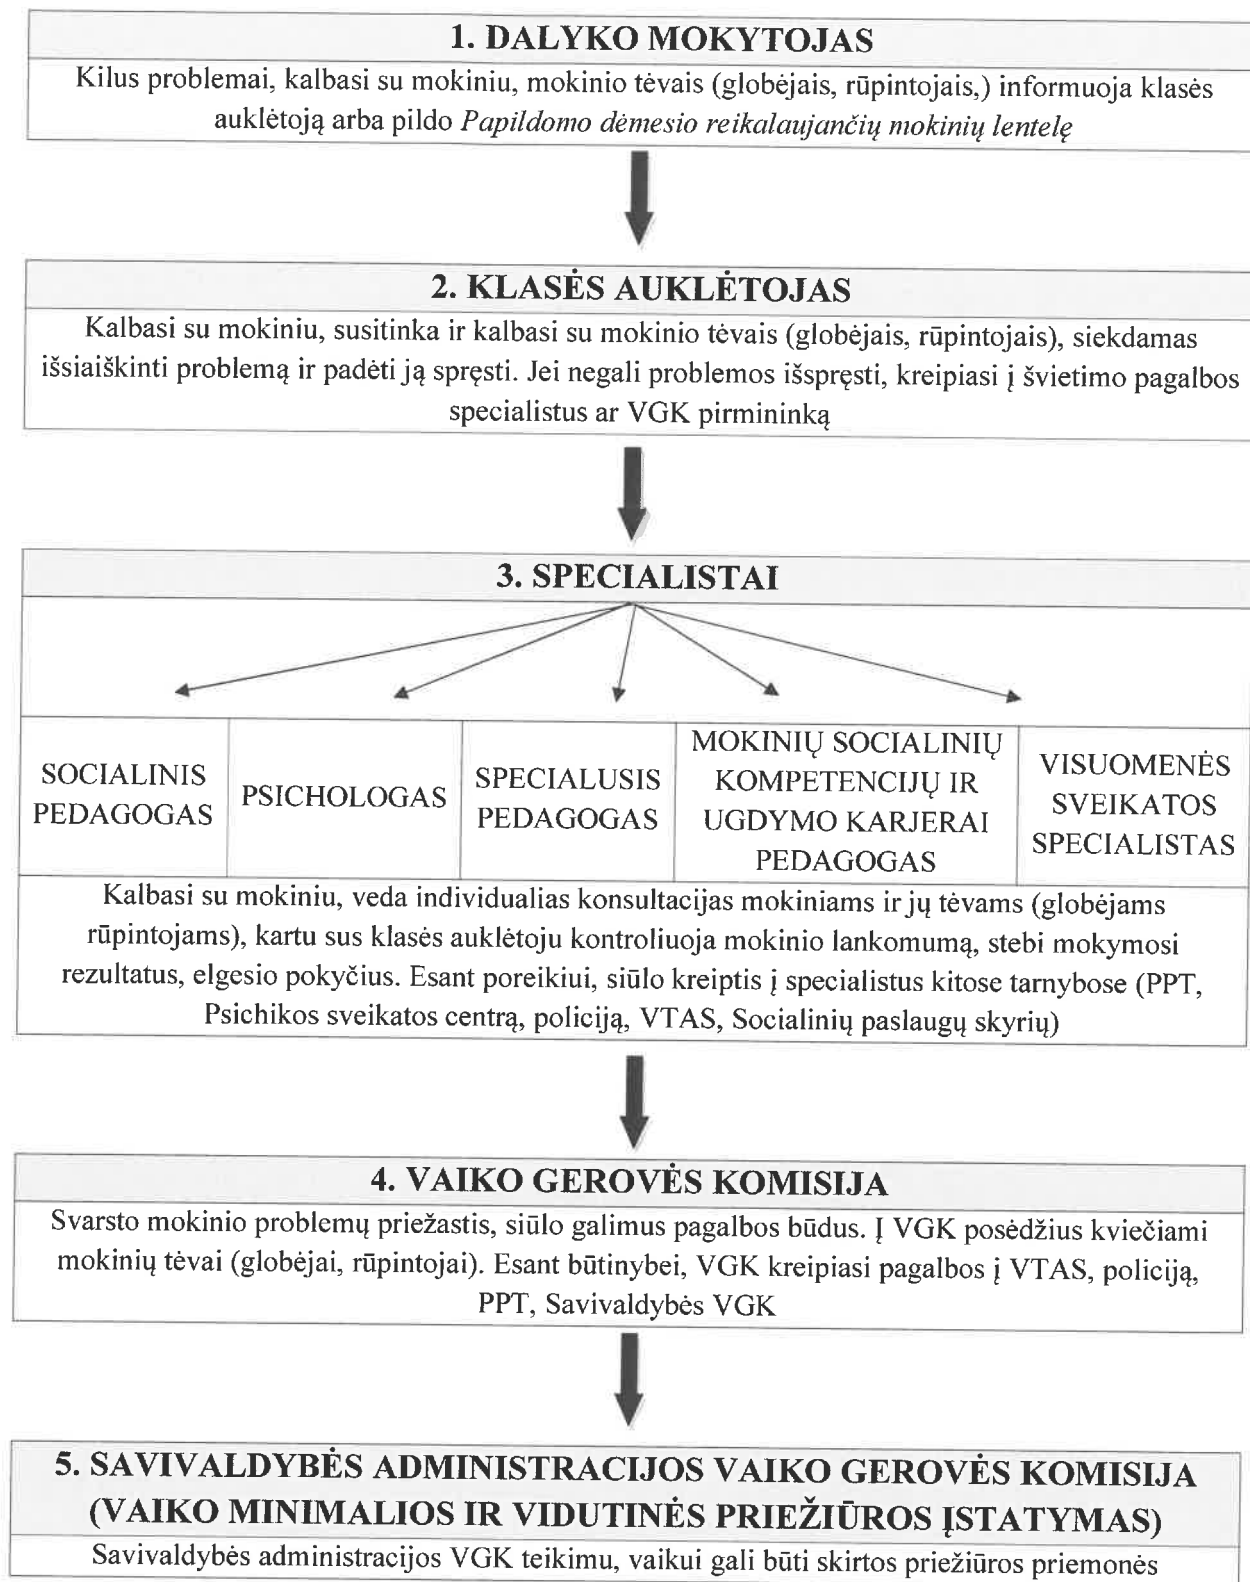 1. DALYKO MOKYTOJAS
Kilus problemai, kalbasi su mokiniu, mokinio tėvais (globėjais, rūpintojais,) informuoja klasės
auklėtoją arba pildo Papildomo dėmesio reikalaujančių mokinių lentelę
2. KLASĖS AUKLĖTOJAS
Kalbasi su mokiniu, susitinka ir kalbasi su mokinio tėvais (globėjais, rūpintojais), siekdamas
išsiaiškinti problemą ir padėti ją spręsti. Jei negali problemos išspręsti, kreipiasi į švietimo pagalbos
specialistus ar VGK pirmininką
3. SPECIALISTAI
SOCIALINIS
PEDAGOGAS
PSICHOLOGAS
SPECIALUSIS
PEDAGOGAS
MOKINIŲ SOCIALINIŲ
KOMPETENCIJŲ IR
UGDYMO KARJERAI
PEDAGOGAS
VISUOMENĖS
SVEIKATOS
SPECIALISTAS
Kalbasi su mokiniu, veda individualias konsultacijas mokiniams ir jų tėvams (globėjams
rūpintojams), kartu sus klasės auklėtoju kontroliuoja mokinio lankomumą, stebi mokymosi
rezultatus, elgesio pokyčius. Esant poreikiui, siūlo kreiptis į specialistus kitose tarnybose (PPT,
Psichikos sveikatos centrą, policiją, VTAS, Socialinių paslaugų skyrių)
4. VAIKO GEROVĖS KOMISIJA
Svarsto mokinio problemų priežastis, siūlo galimus pagalbos būdus. Į VGK posėdžius kviečiami
mokinių tėvai (globėjai, rūpintojai). Esant būtinybei, VGK kreipiasi pagalbos į VTAS, policiją,
PPT, Savivaldybės VGK
5. SAVIVALDYBĖS ADMINISTRACIJOS VAIKO GEROVĖS KOMISIJA
(VAIKO MINIMALIOS IR VIDUTINĖS PRIEŽIŪROS ĮSTATYMAS)
Savivaldybės administracijos VGK teikimu, vaikui gali būti skirtos priežiūros priemonės